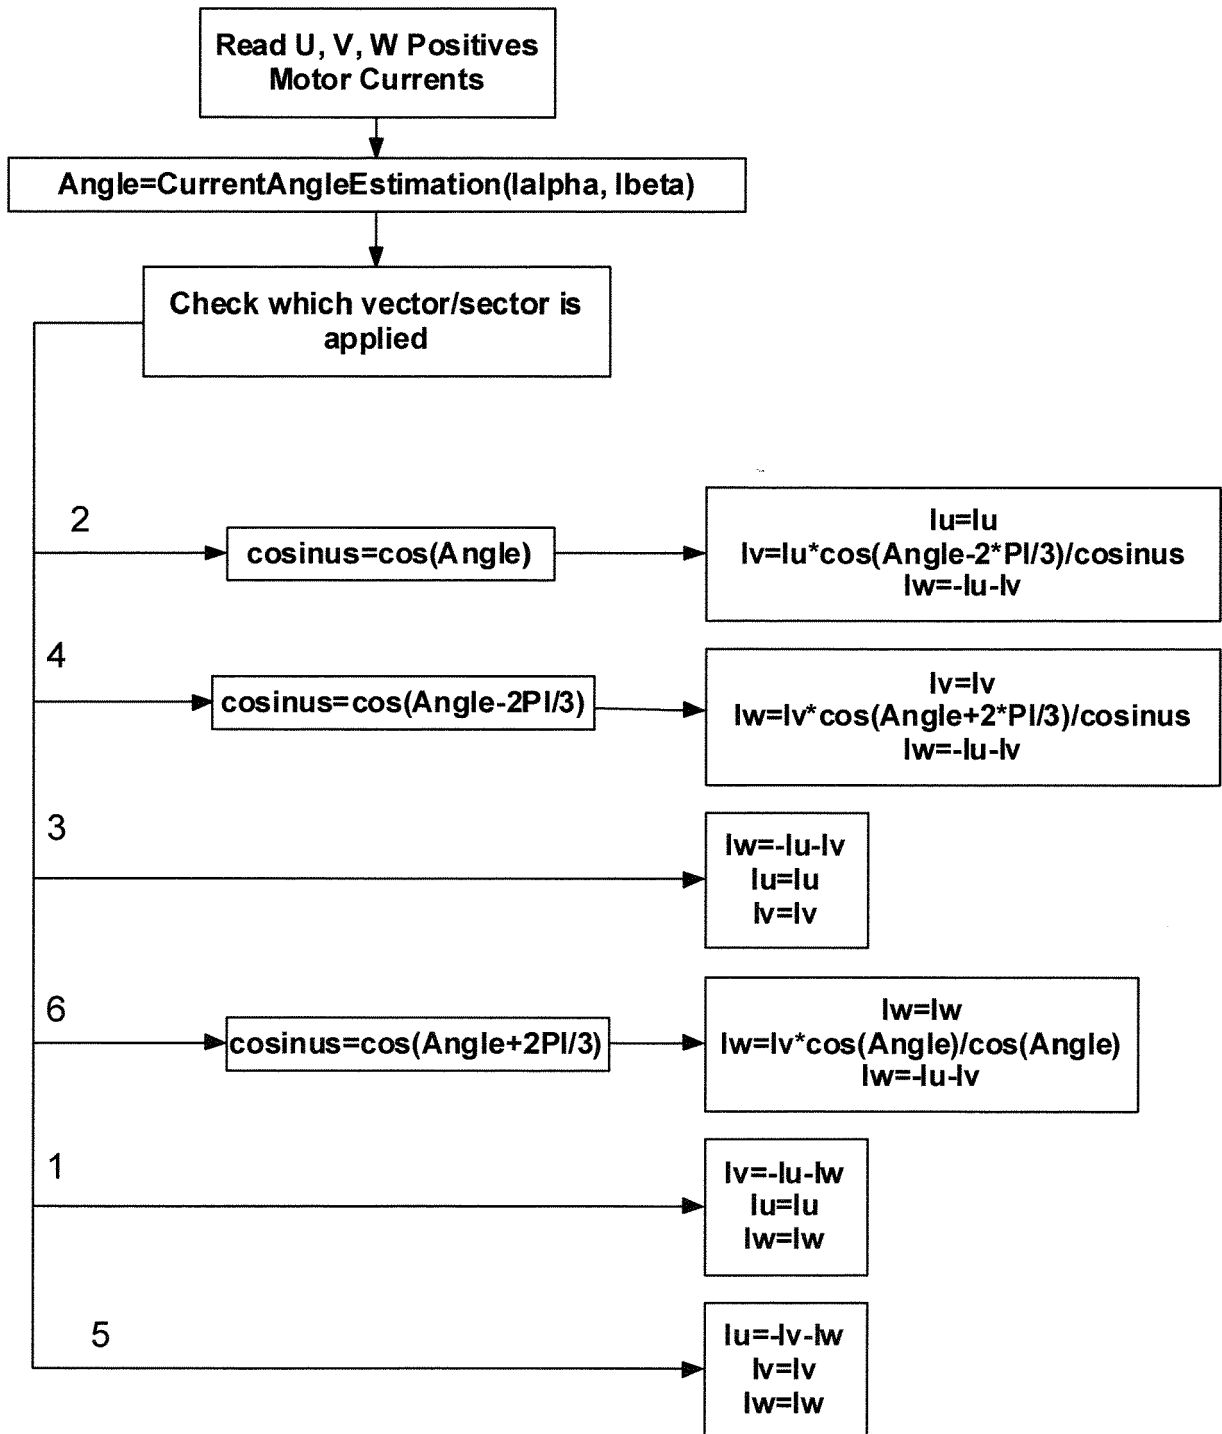 Read U, V, W Positives
Motor Currents
Angle=CurrentAngleEstimation(Ialpha, Ibeta)
Check which vector/sector is
applied
2
cosinus=cos(Angle)
Iu=Iu
Iv=Iu*cos(Angle-2*PI/3)/cosinus
Iw=-Iu-Iv
4
cosinus=cos(Angle-2PI/3)
Iv=Iv
Iw=Iv*cos(Angle+2*PI/3)/cosinus
Iw=-Iu-Iv
3
Iw=-Iu-Iv
Iu=Iu
Iv=Iv
6
cosinus=cos(Angle+2PI/3)
Iw=Iw
Iw=Iv*cos(Angle)/cos(Angle)
Iw=-Iu-Iv
1
Iv=-Iu-Iw
Iu=Iu
Iw=Iw
5
Iu=-Iv-Iw
Iv=Iv
Iw=Iw